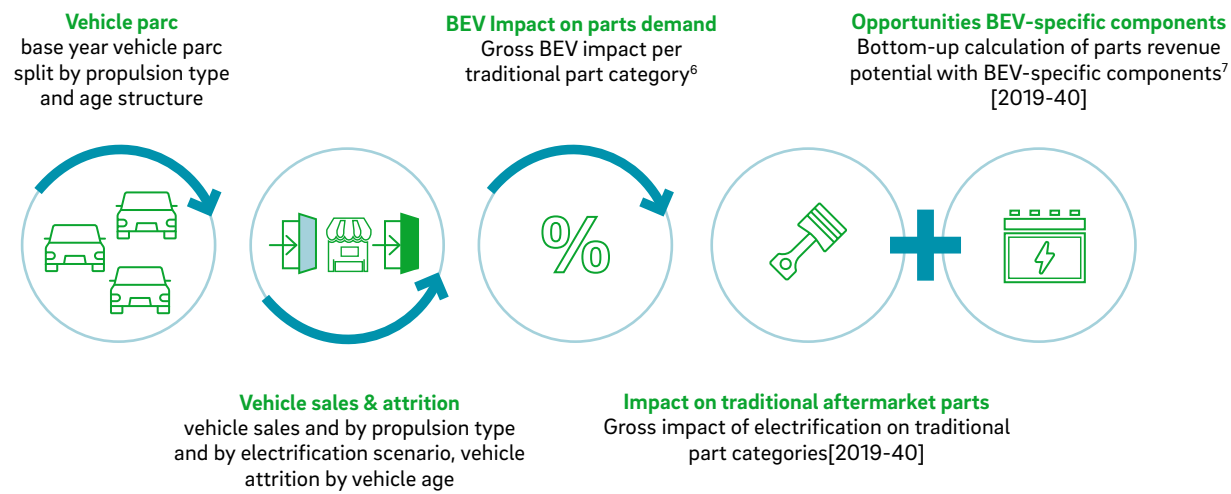 Vehicle parc
base year vehicle parc
split by propulsion type
and age structure
BEV Impact on parts demand
Gross BEV impact per
traditional part category⁶
Opportunities BEV-specific components
Bottom-up calculation of parts revenue
potential with BEV-specific components⁷
[2019-40]
%
Vehicle sales & attrition
vehicle sales and by propulsion type
and by electrification scenario, vehicle
attrition by vehicle age
Impact on traditional aftermarket parts
Gross impact of electrification on traditional
part categories[2019-40]